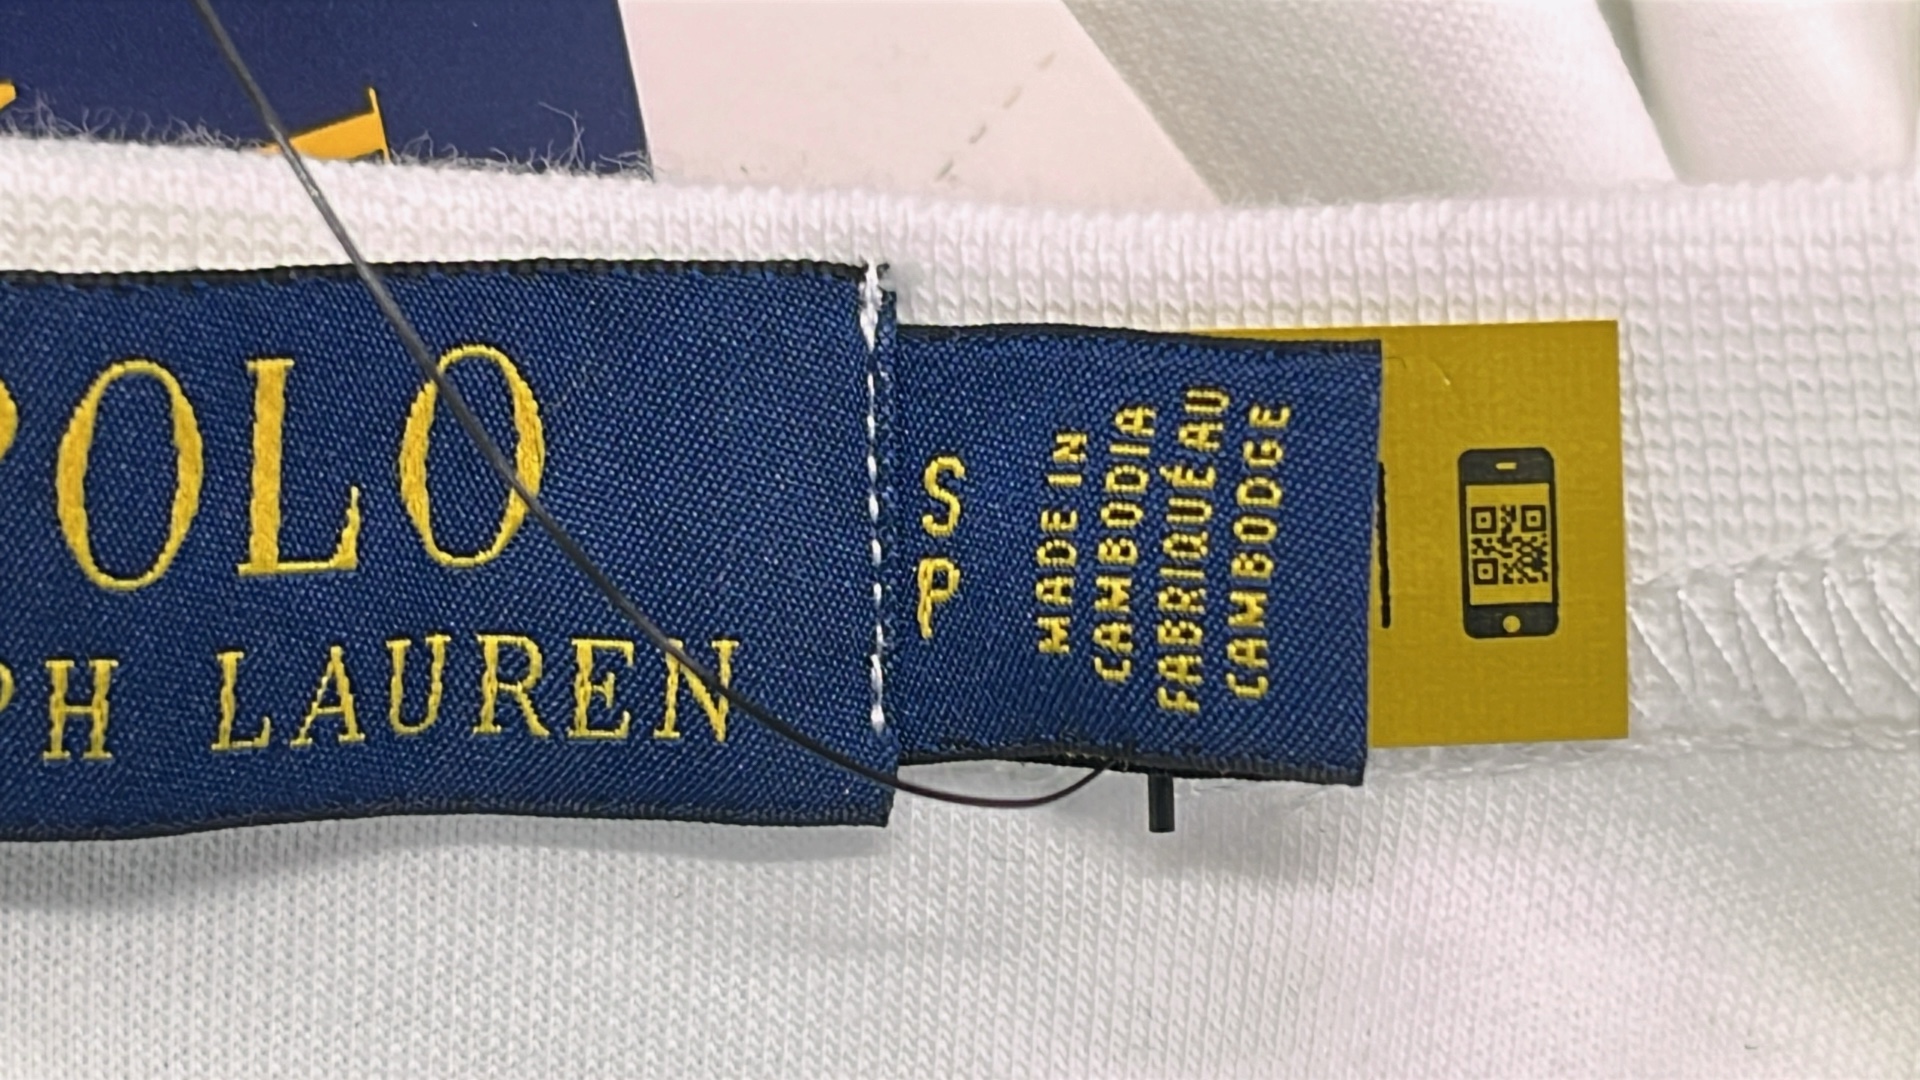 POLO
PH LAUREN
S
P
MADE IN
CAMBODIA
FABRIQUÉ AU
CAMBODGE